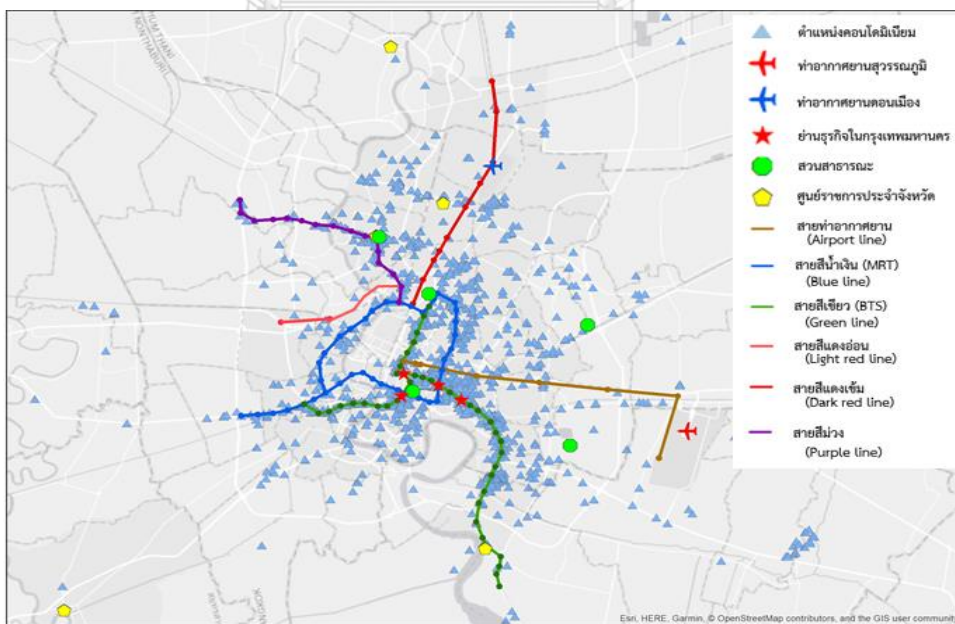 HUM THANI
NONTHABURI
ตำแหน่งคอนโดมิเนียม
ท่าอากาศยานสุวรรณภูมิ
ท่าอากาศยานดอนเมือง
ย่านธุรกิจในกรุงเทพมหานคร
สวนสาธารณะ
ศูนย์ราชการประจำจังหวัด
สายท่าอากาศยาน
(Airport line)
สายสีน้ำเงิน (MRT)
(Blue line)
สายสีเขียว (BTS)
(Green line)
สายสีแดงอ่อน
(Light red line)
สายสีแดงเข้ม
(Dark red line)
สายสีม่วง
(Purple line)
Esri, HERE, Garmin, © OpenStreetMap contributors, and the GIS user community